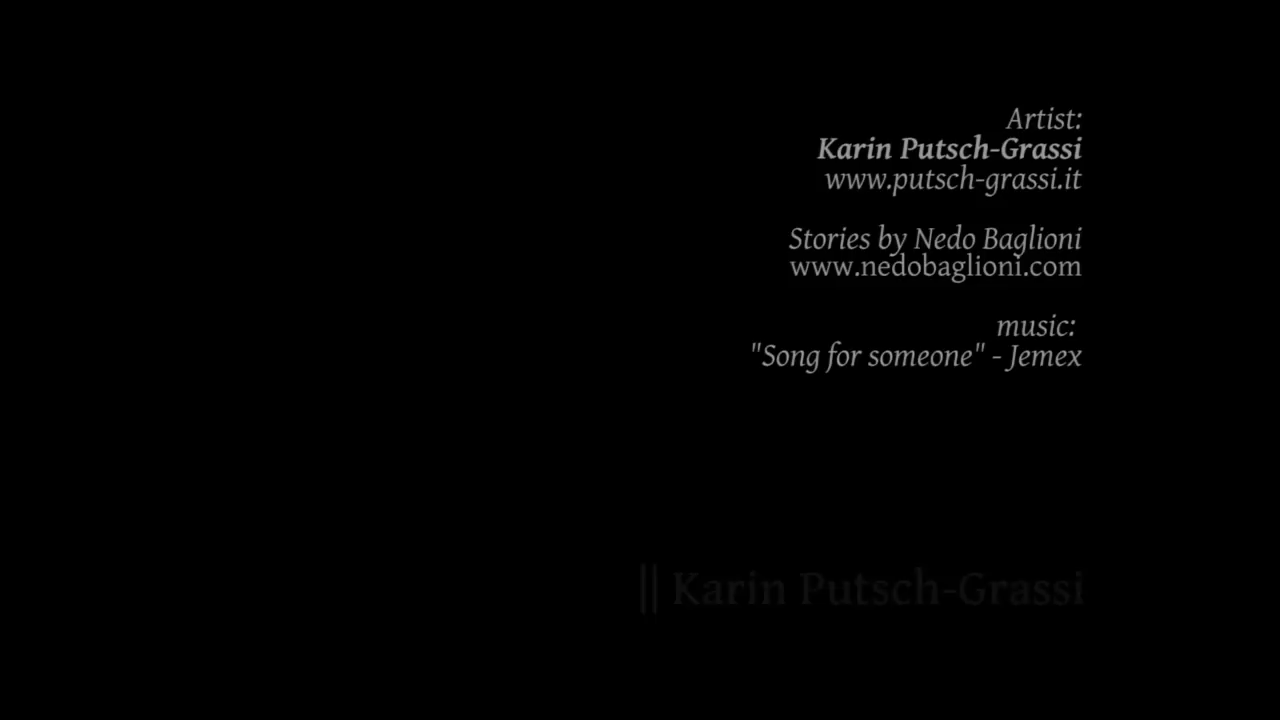 Artist:
Karin Putsch-Grassi
www.putsch-grassi.it
Stories by Nedo Baglioni
www.nedobaglioni.com
music:
"Song for someone" - Jemex
|| Karin Putsch-Grassi